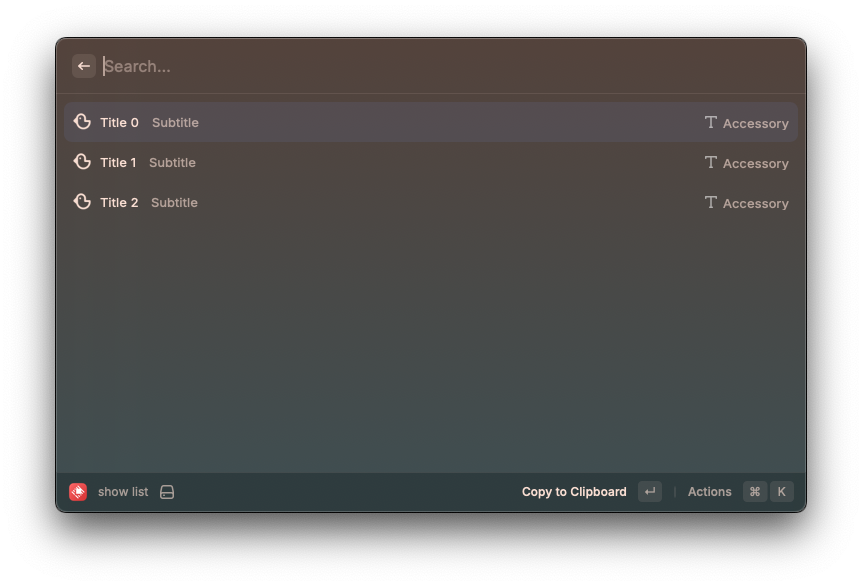 Search...
Title 0 Subtitle Accessory
Title 1 Subtitle Accessory
Title 2 Subtitle Accessory
show list Copy to Clipboard ↵ Actions ⌘ K